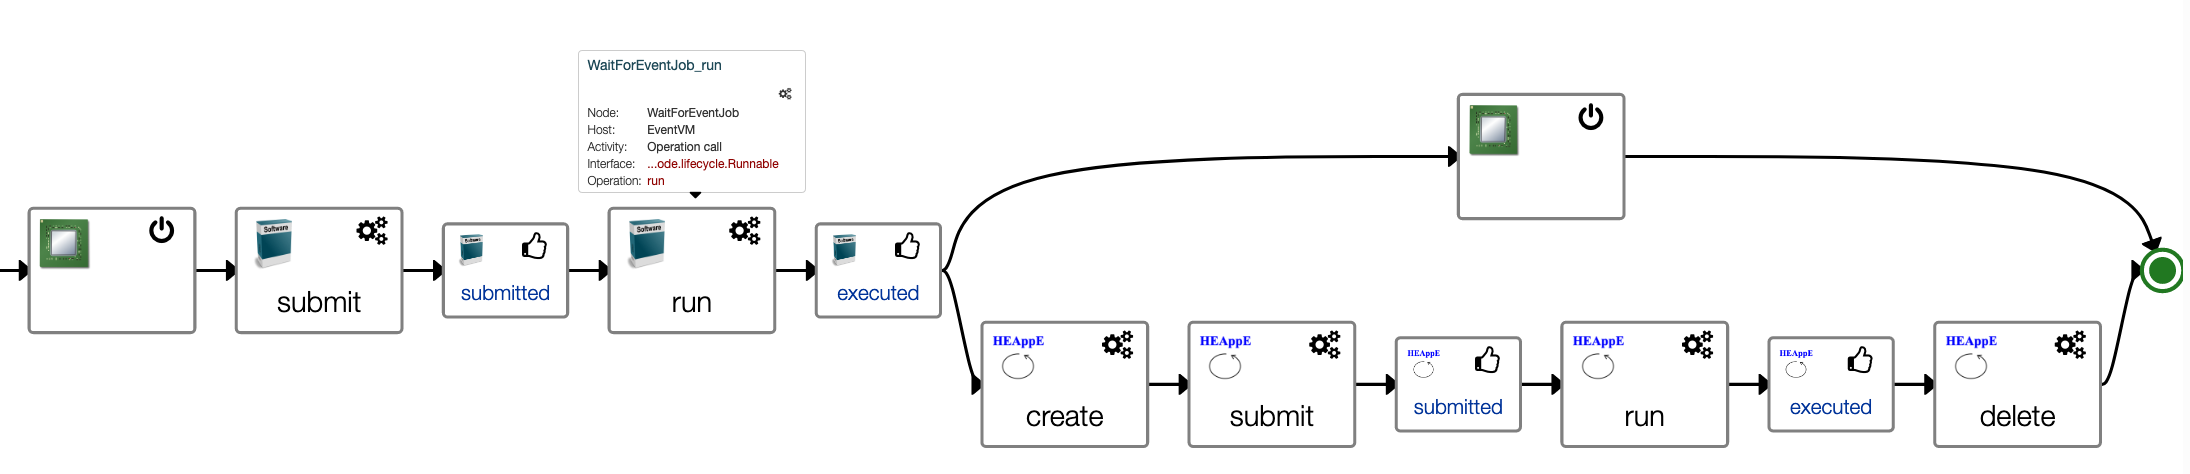 WaitForEventJob_run
Node: WaitForEventJob
Host: EventVM
Activity: Operation call
Interface: ...ode.lifecycle.Runnable
Operation: run
Software
submit
Software
submitted
Software
run
Software
executed
HEAppE
create
HEAppE
submit
HEAppE
submitted
HEAppE
run
HEAppE
executed
HEAppE
delete